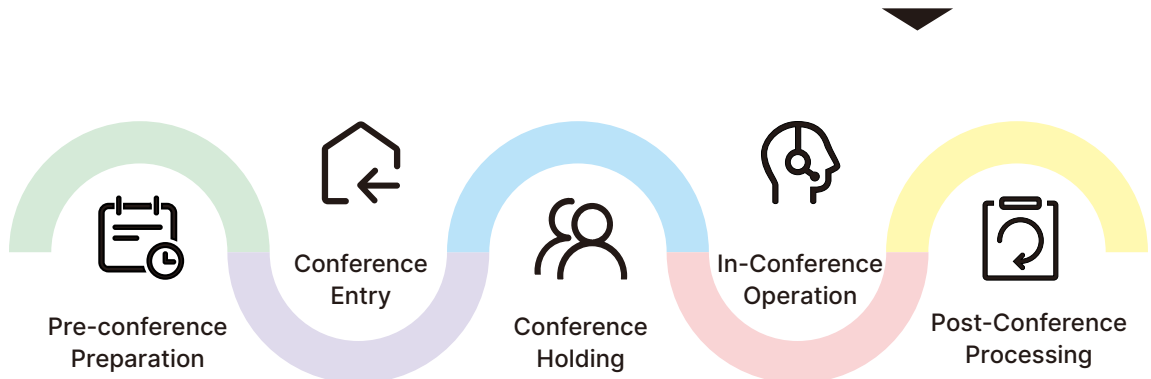 Pre-conference
Preparation
Conference
Entry
Conference
Holding
In-Conference
Operation
Post-Conference
Processing